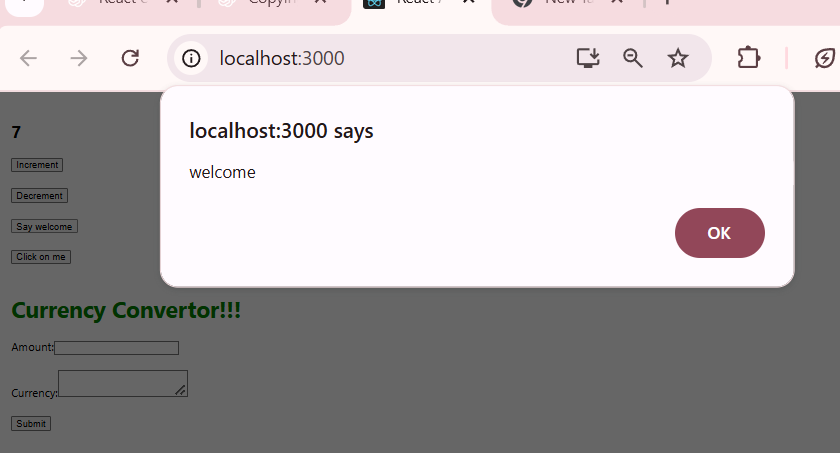 React
Copyin
React
New Ta
localhost:3000
localhost:3000 says
welcome
OK
7
Increment
Decrement
Say welcome
Click on me
Currency Convertor!!!
Amount:
Currency:
Submit